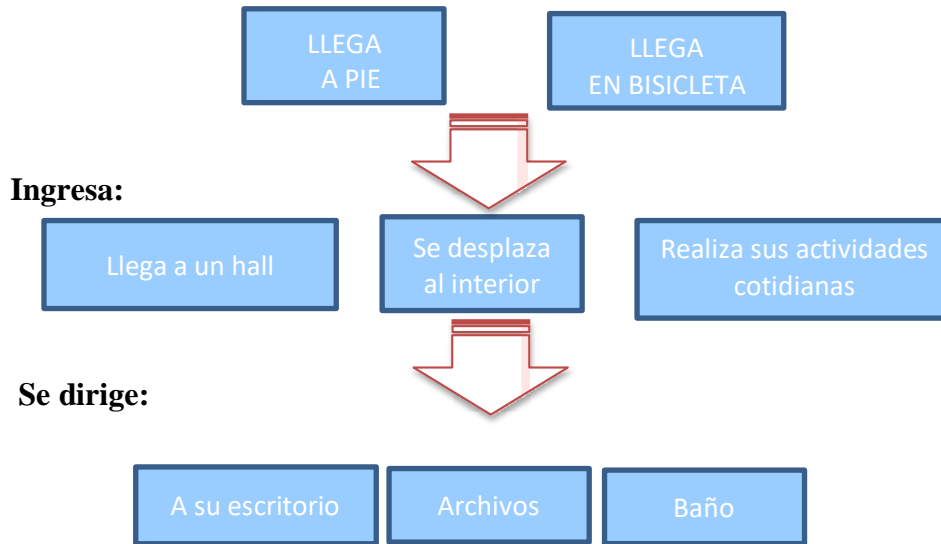 LLEGA
A PIE
LLEGA
EN BISICLETA
Ingresa:
Llega a un hall
Se desplaza
al interior
Realiza sus actividades
cotidianas
Se dirige:
A su escritorio
Archivos
Baño